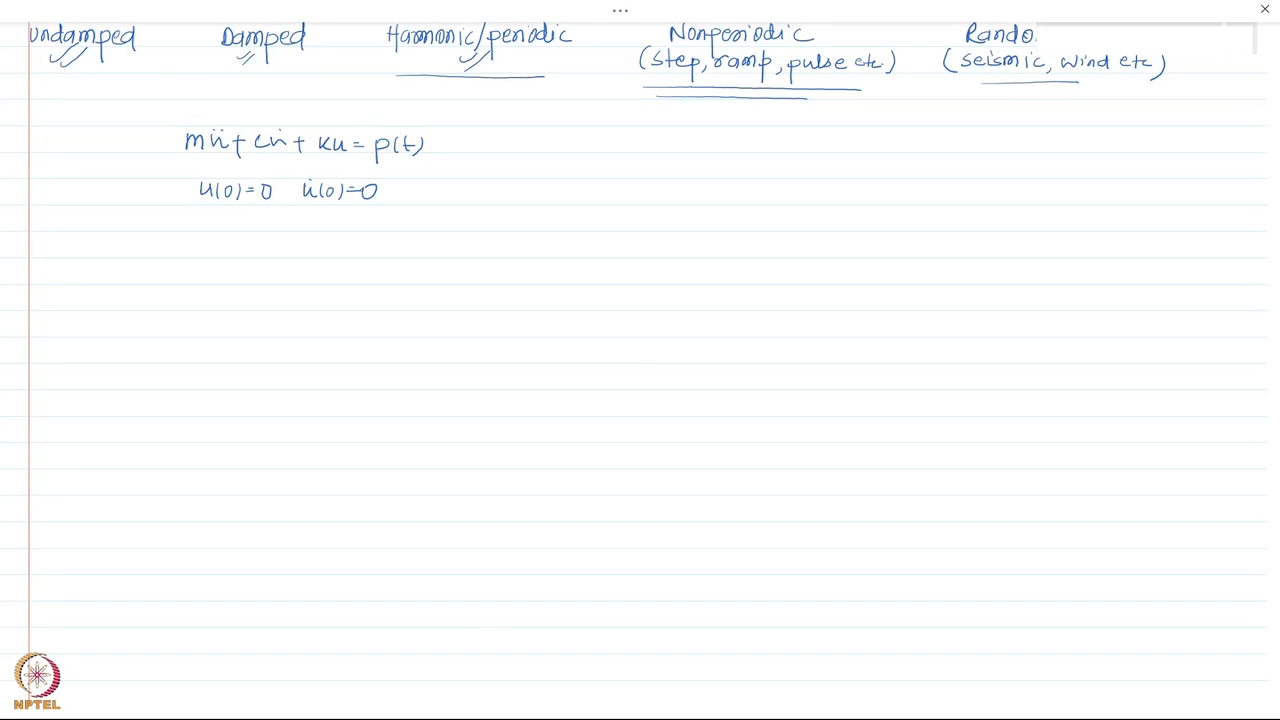 undamped Damped Harmonic/periodic Nonperiodic Rando
(step, ramp, pulse etc.) (seismic, wind etc)
mü + cu̇ + ku = p(t)
u(0)=0 u̇(0)=0
NPTEL